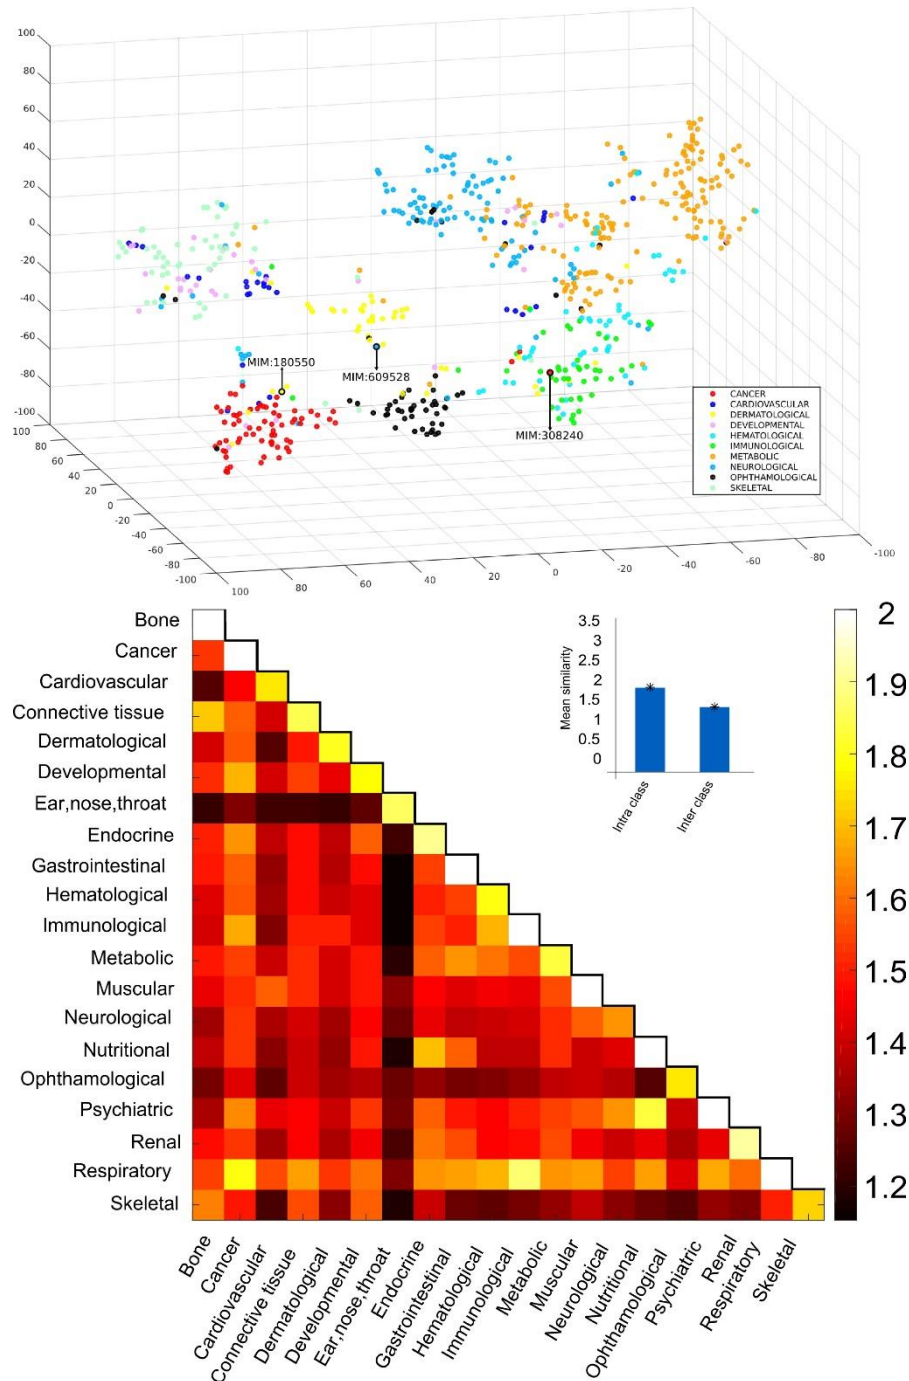 100
80
60
40
20
0
-20
-40
-60
-80
-100
100
80
60
40
20
0
-20
-40
-60
-80
-100
100
80
60
40
20
0
-20
-40
-60
-80
-100
MIM:180550
MIM:609528
MIM:308240
CANCER
CARDIOVASCULAR
DERMATOLOGICAL
DEVELOPMENTAL
HEMATOLOGICAL
IMMUNOLOGICAL
METABOLIC
NEUROLOGICAL
OPHTHAMOLOGICAL
SKELETAL
Bone
Cancer
Cardiovascular
Connective tissue
Dermatological
Developmental
Ear,nose,throat
Endocrine
Gastrointestinal
Hematological
Immunological
Metabolic
Muscular
Neurological
Nutritional
Ophthamological
Psychiatric
Renal
Respiratory
Skeletal
Mean similarity
3.5
3
2.5
2
1.5
1
0.5
0
Intra class
Inter class
2
1.9
1.8
1.7
1.6
1.5
1.4
1.3
1.2
Bone
Cancer
Cardiovascular
Connective tissue
Dermatological
Developmental
Ear,nose,throat
Endocrine
Gastrointestinal
Hematological
Immunological
Metabolic
Muscular
Neurological
Nutritional
Ophthamological
Psychiatric
Renal
Respiratory
Skeletal